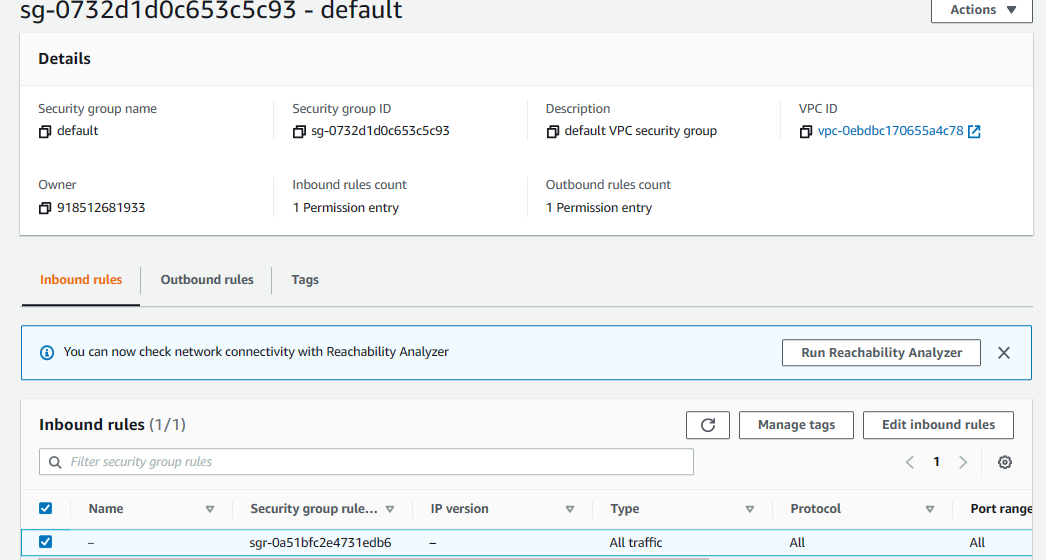 sg-0732d1d0c653c5c93 - default
Actions
Details
Security group name
default
Security group ID
sg-0732d1d0c653c5c93
Description
default VPC security group
VPC ID
vpc-0ebdbc170655a4c78
Owner
918512681933
Inbound rules count
1 Permission entry
Outbound rules count
1 Permission entry
Inbound rules
Outbound rules
Tags
You can now check network connectivity with Reachability Analyzer
Run Reachability Analyzer
Inbound rules (1/1)
Manage tags
Edit inbound rules
Filter security group rules
1
Name
Security group rule...
IP version
Type
Protocol
Port range
–
sgr-0a51bfc2e4731edb6
–
All traffic
All
All